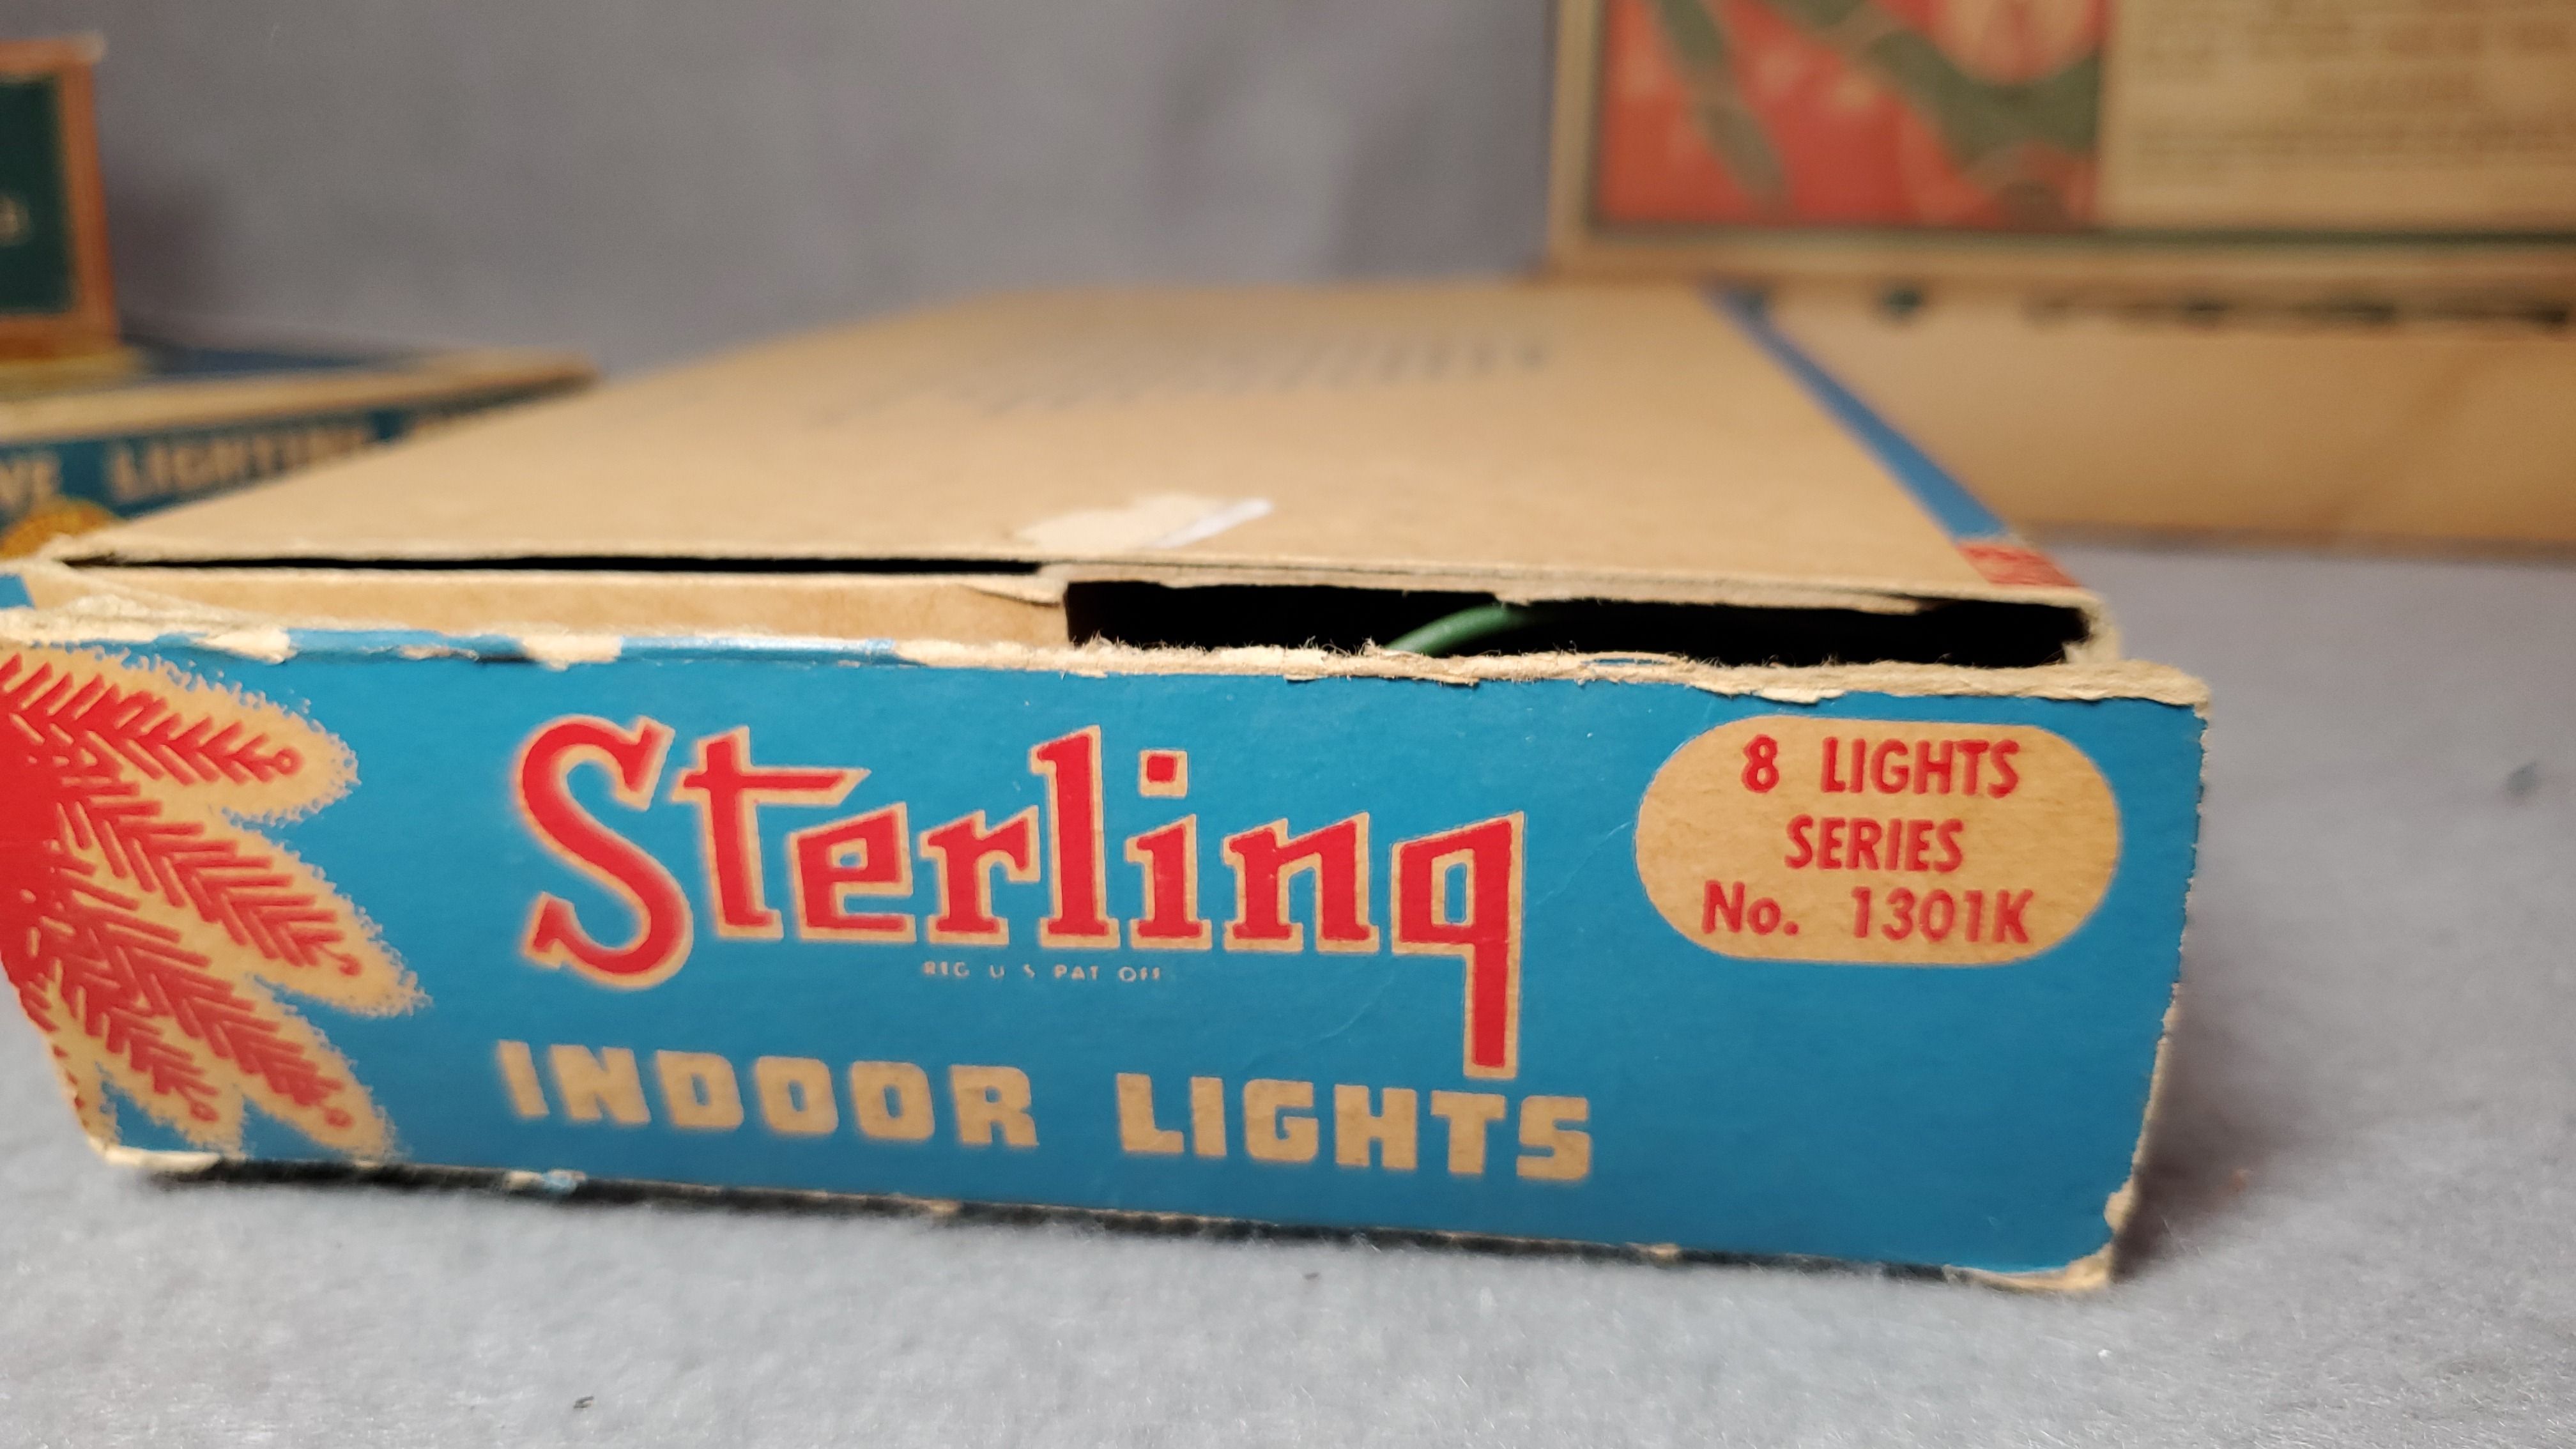 LIGHTING
Sterling
REG U S PAT OFF
INDOOR LIGHTS
8 LIGHTS
SERIES
No. 1301K